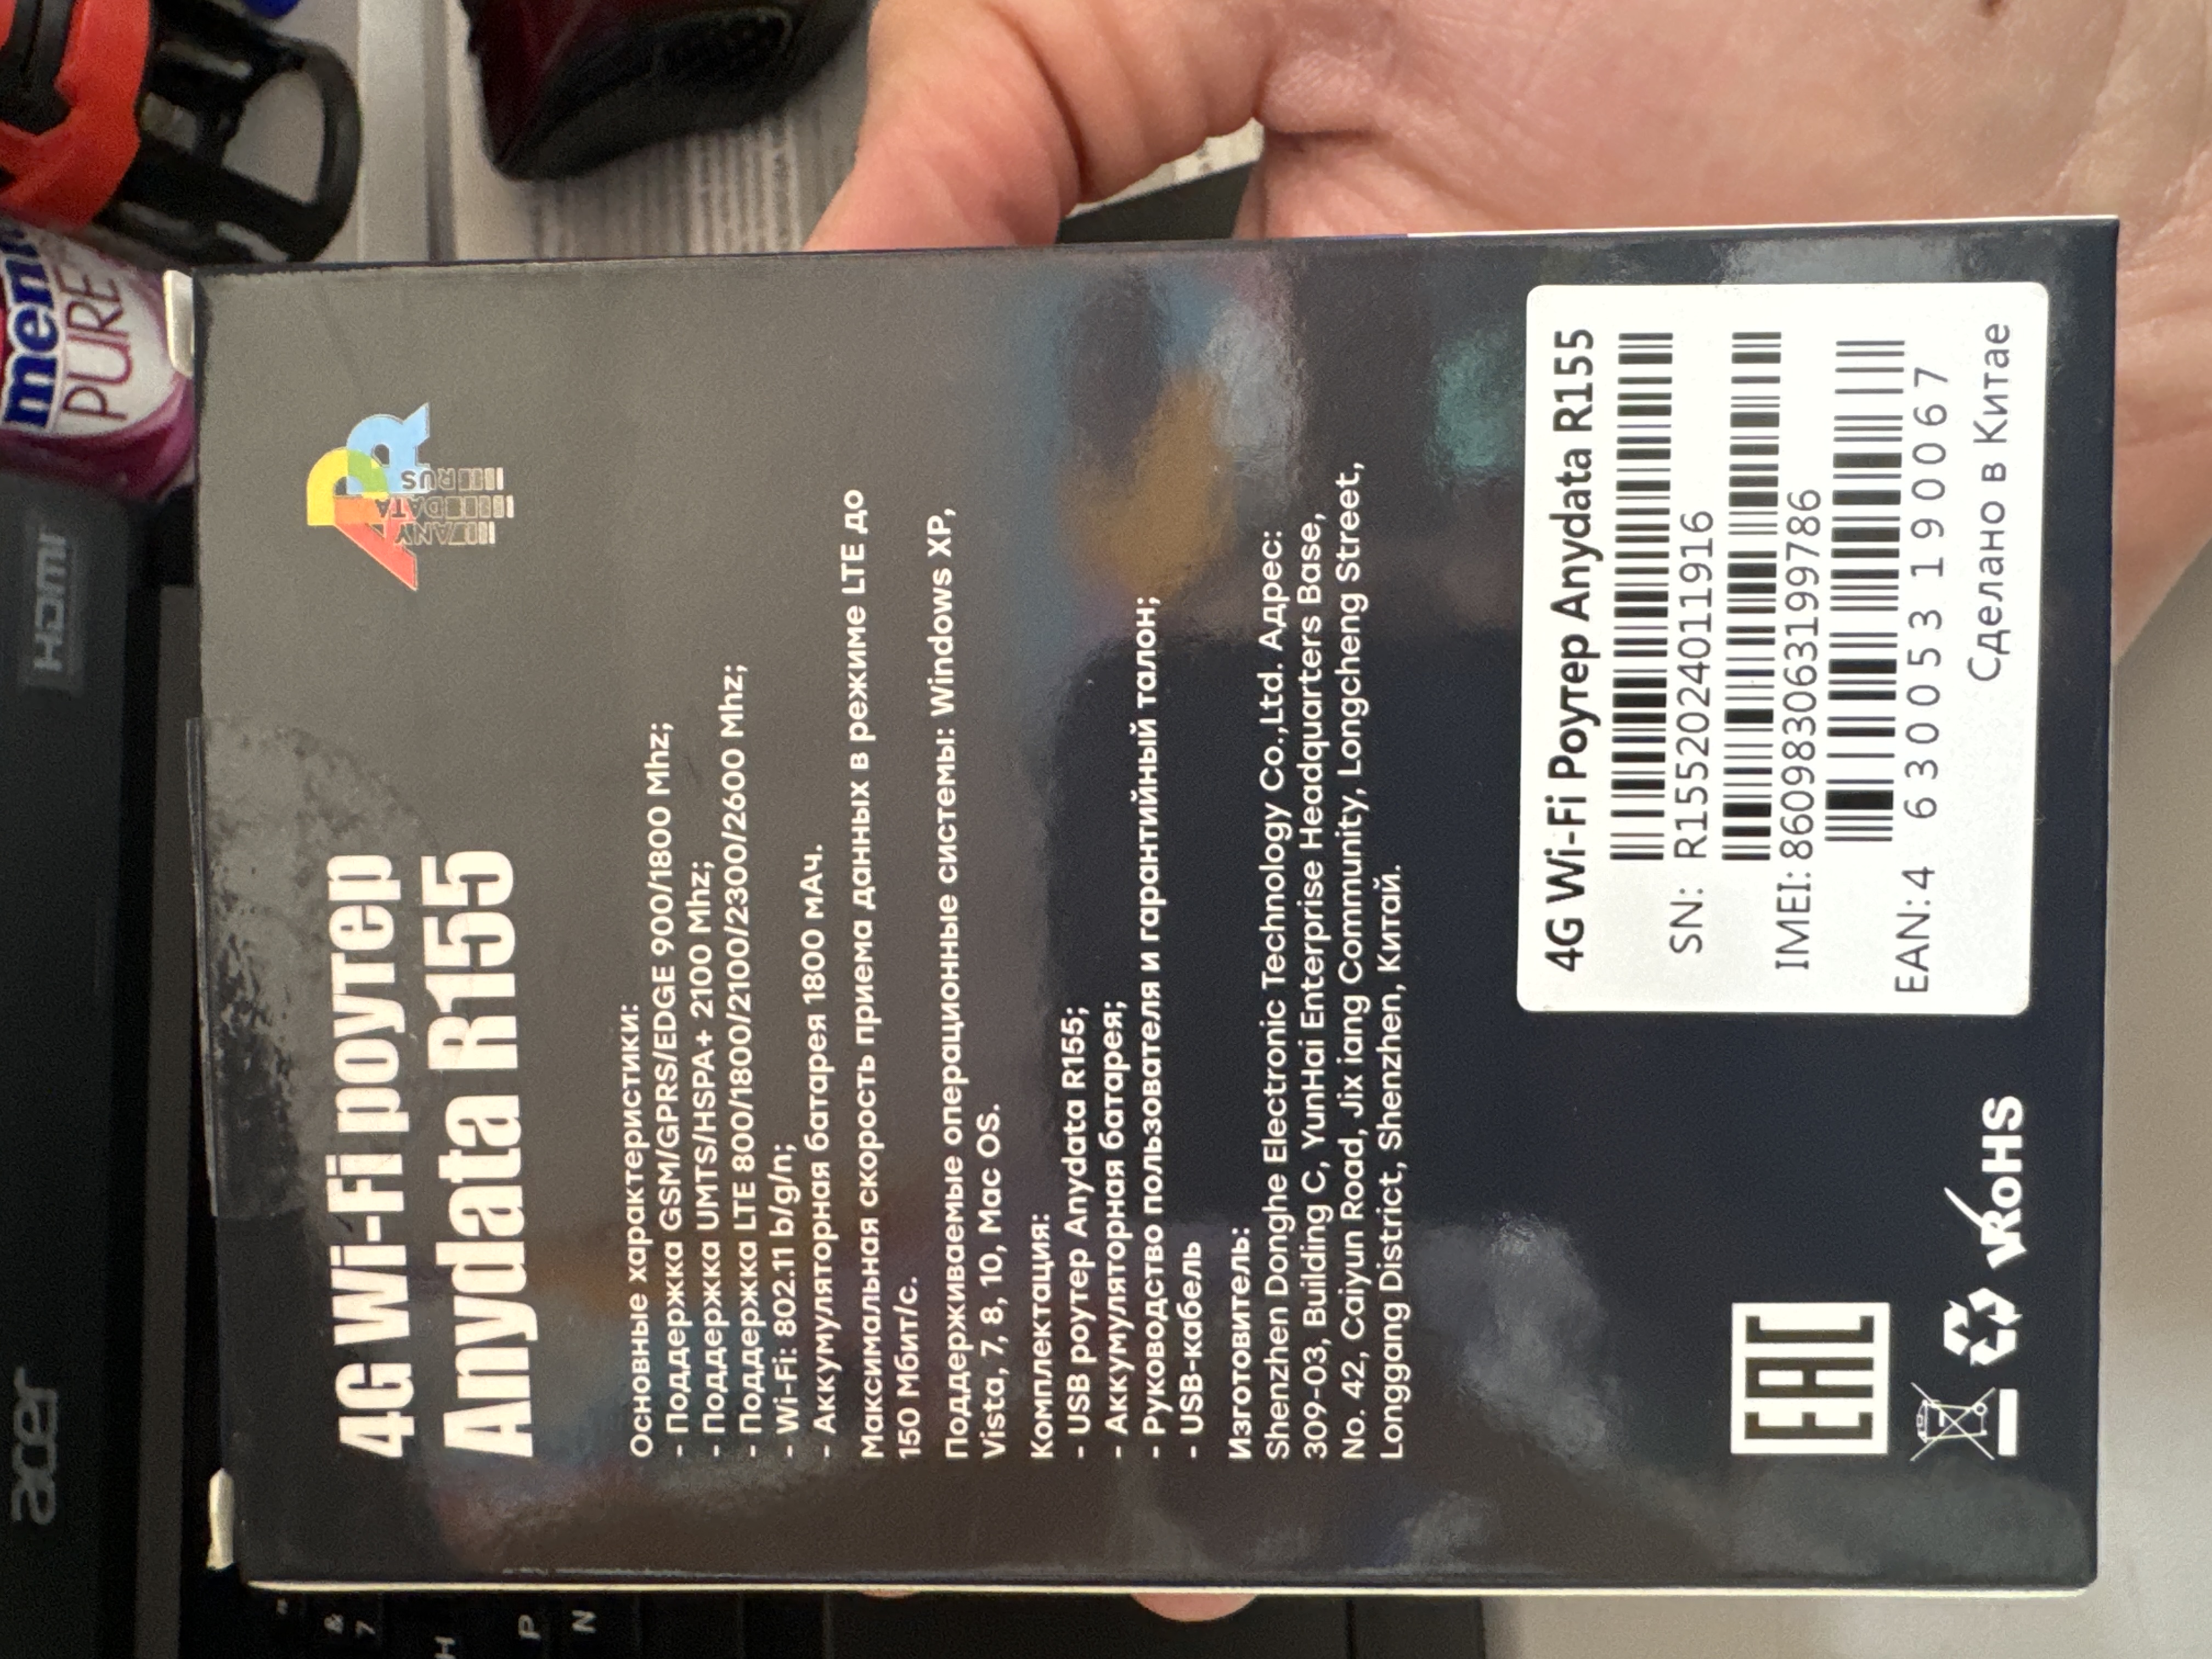 4G Wi-Fi роутер
Anydata R155
ANY
DATA
RUS
Основные характеристики:
- Поддержка GSM/GPRS/EDGE 900/1800 Mhz;
- Поддержка UMTS/HSPA+ 2100 Mhz;
- Поддержка LTE 800/1800/2100/2300/2600 Mhz;
- Wi-Fi: 802.11 b/g/n;
- Аккумуляторная батарея 1800 мАч.
Максимальная скорость приема данных в режиме LTE до
150 Мбит/с.
Поддерживаемые операционные системы: Windows XP,
Vista, 7, 8, 10, Mac OS.
Комплектация:
- USB роутер Anydata R155;
- Аккумуляторная батарея;
- Руководство пользователя и гарантийный талон;
- USB-кабель
Изготовитель:
Shenzhen Donghe Electronic Technology Co.,Ltd. Адрес:
309-03, Building C, YunHai Enterprise Headquarters Base,
No. 42, Caiyun Road, Jix iang Community, Longcheng Street,
Longgang District, Shenzhen, Китай.
EAC
RoHS
4G Wi-Fi Роутер Anydata R155
SN: R155202401191​6
IMEI: 860983063199786
EAN:4 630053 190067
Сделано в Китае
acer
HDMI
PURE
&
7
H
P
N